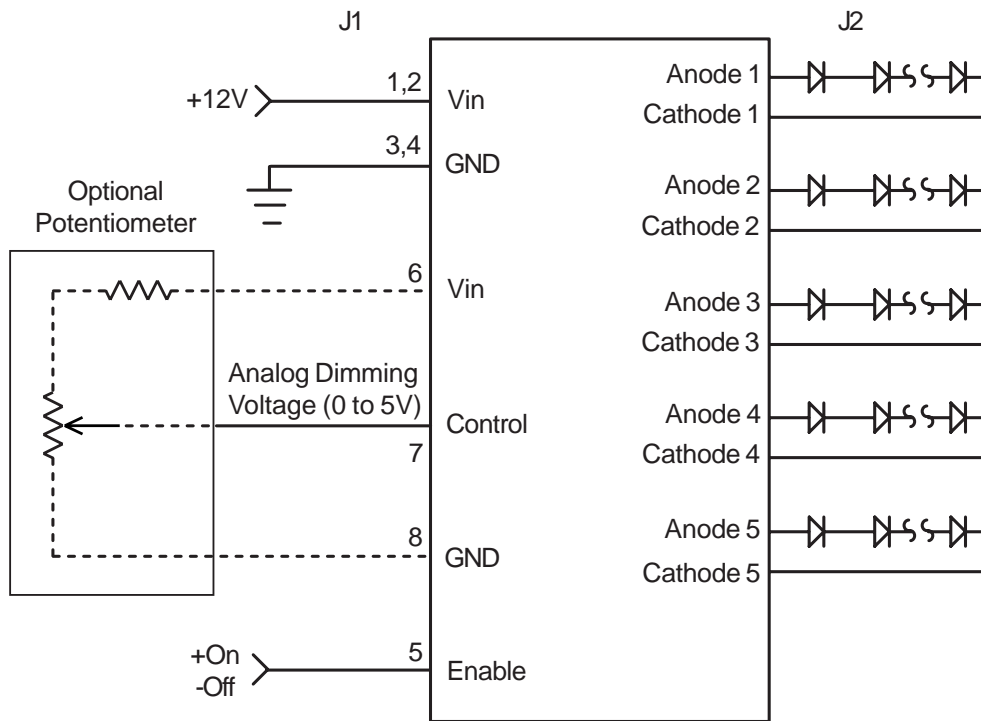 J1
J2
+12V
1,2
Vin
3,4
GND
Optional
Potentiometer
6
Vin
Analog Dimming
Voltage (0 to 5V)
Control
7
8
GND
+On
-Off
5
Enable
Anode 1
Cathode 1
Anode 2
Cathode 2
Anode 3
Cathode 3
Anode 4
Cathode 4
Anode 5
Cathode 5